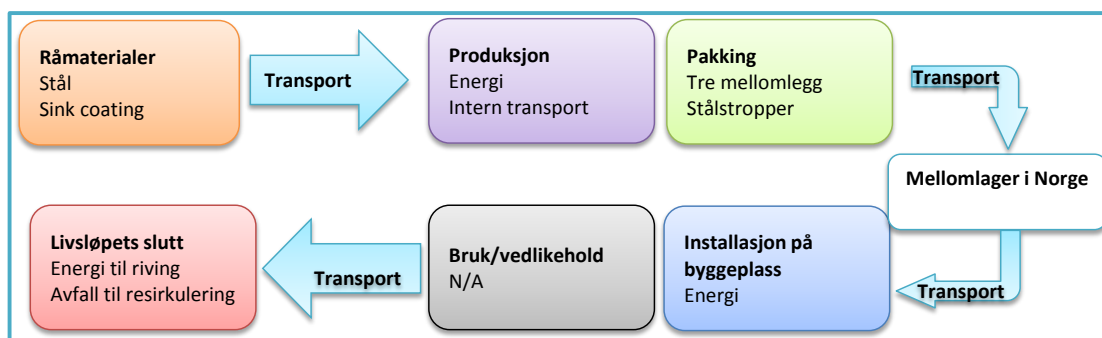 Råmaterialer
Stål
Sink coating
Transport
Produksjon
Energi
Intern transport
Pakking
Tre mellomlegg
Stålstropper
Transport
Mellomlager i Norge
Transport
Installasjon på
byggeplass
Energi
Bruk/vedlikehold
N/A
Transport
Livsløpets slutt
Energi til riving
Avfall til resirkulering